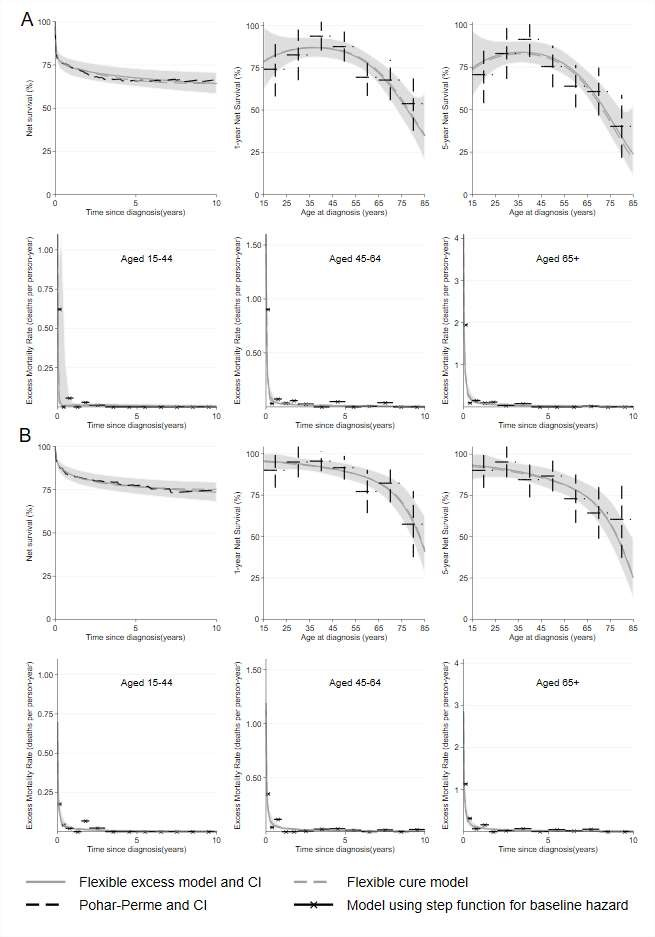 A
100
75
50
25
0
Net survival (%)
0 5 10
Time since diagnosis(years)
100
75
50
25
0
1-year Net Survival (%)
15 25 35 45 55 65 75 85
Age at diagnosis (years)
100
75
50
25
0
5-year Net Survival (%)
15 25 35 45 55 65 75 85
Age at diagnosis (years)
Aged 15-44
1.00
0.75
0.50
0.25
Excess Mortality Rate (deaths per person-year)
0 5 10
Time since diagnosis(years)
Aged 45-64
1.50
1.00
0.50
Excess Mortality Rate (deaths per person-year)
0 5 10
Time since diagnosis(years)
Aged 65+
4
3
2
1
Excess Mortality Rate (deaths per person-year)
0 5 10
Time since diagnosis(years)
B
100
75
50
25
0
Net survival (%)
0 5 10
Time since diagnosis(years)
100
75
50
25
0
1-year Net Survival (%)
15 25 35 45 55 65 75 85
Age at diagnosis (years)
100
75
50
25
0
5-year Net Survival (%)
15 25 35 45 55 65 75 85
Age at diagnosis (years)
Aged 15-44
1.00
0.75
0.50
0.25
Excess Mortality Rate (deaths per person-year)
0 5 10
Time since diagnosis(years)
Aged 45-64
1.50
1.00
0.50
Excess Mortality Rate (deaths per person-year)
0 5 10
Time since diagnosis(years)
Aged 65+
4
3
2
1
Excess Mortality Rate (deaths per person-year)
0 5 10
Time since diagnosis(years)
Flexible excess model and CI
Flexible cure model
Pohar-Perme and CI
Model using step function for baseline hazard